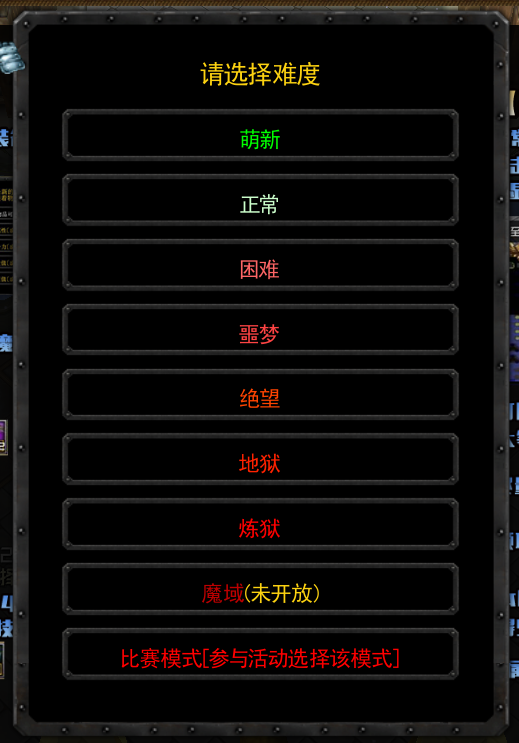 请选择难度
萌新
正常
困难
噩梦
绝望
地狱
炼狱
魔域(未开放)
比赛模式[参与活动选择该模式]